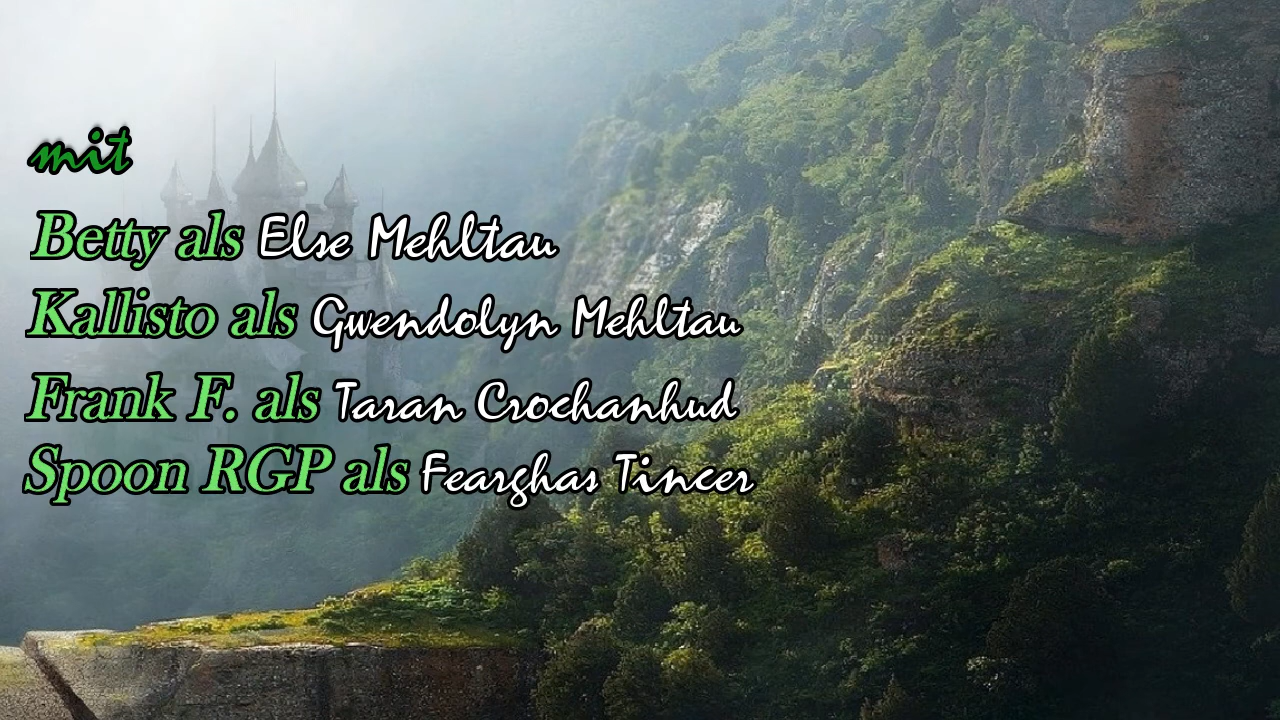 mit
Betty als Else Mehltau
Kallisto als Gwendolyn Mehltau
Frank F. als Taran Crochanhud
Spoon RGP als Fearghas Tincer